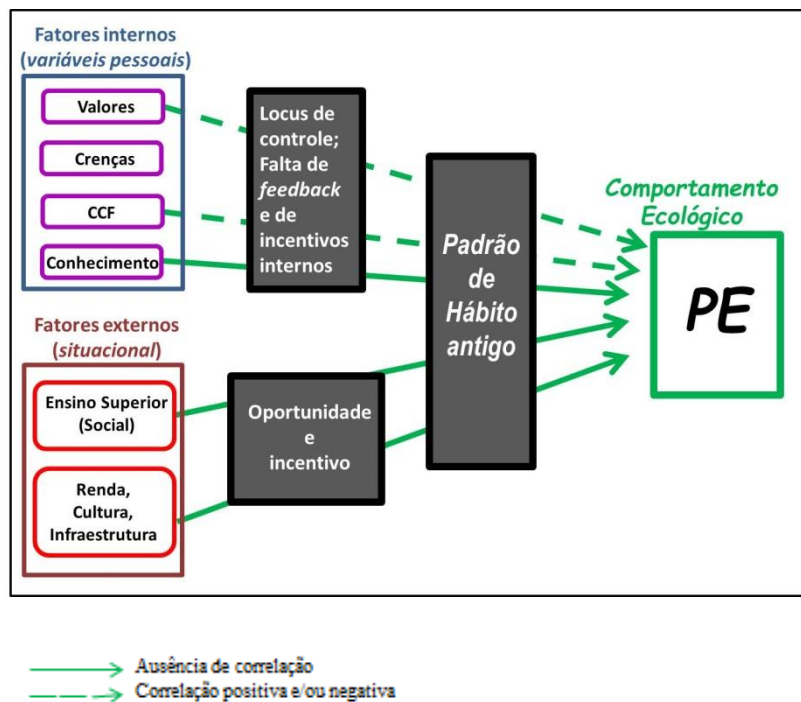 Fatores internos
(variáveis pessoais)
Valores
Crenças
CCF
Conhecimento
Fatores externos
(situacional)
Ensino Superior
(Social)
Renda,
Cultura,
Infraestrutura
Locus de
controle;
Falta de
feedback
e de
incentivos
internos
Oportunidade
e
incentivo
Padrão
de
Hábito
antigo
Comportamento
Ecológico
PE
Ausência de correlação
Correlação positiva e/ou negativa